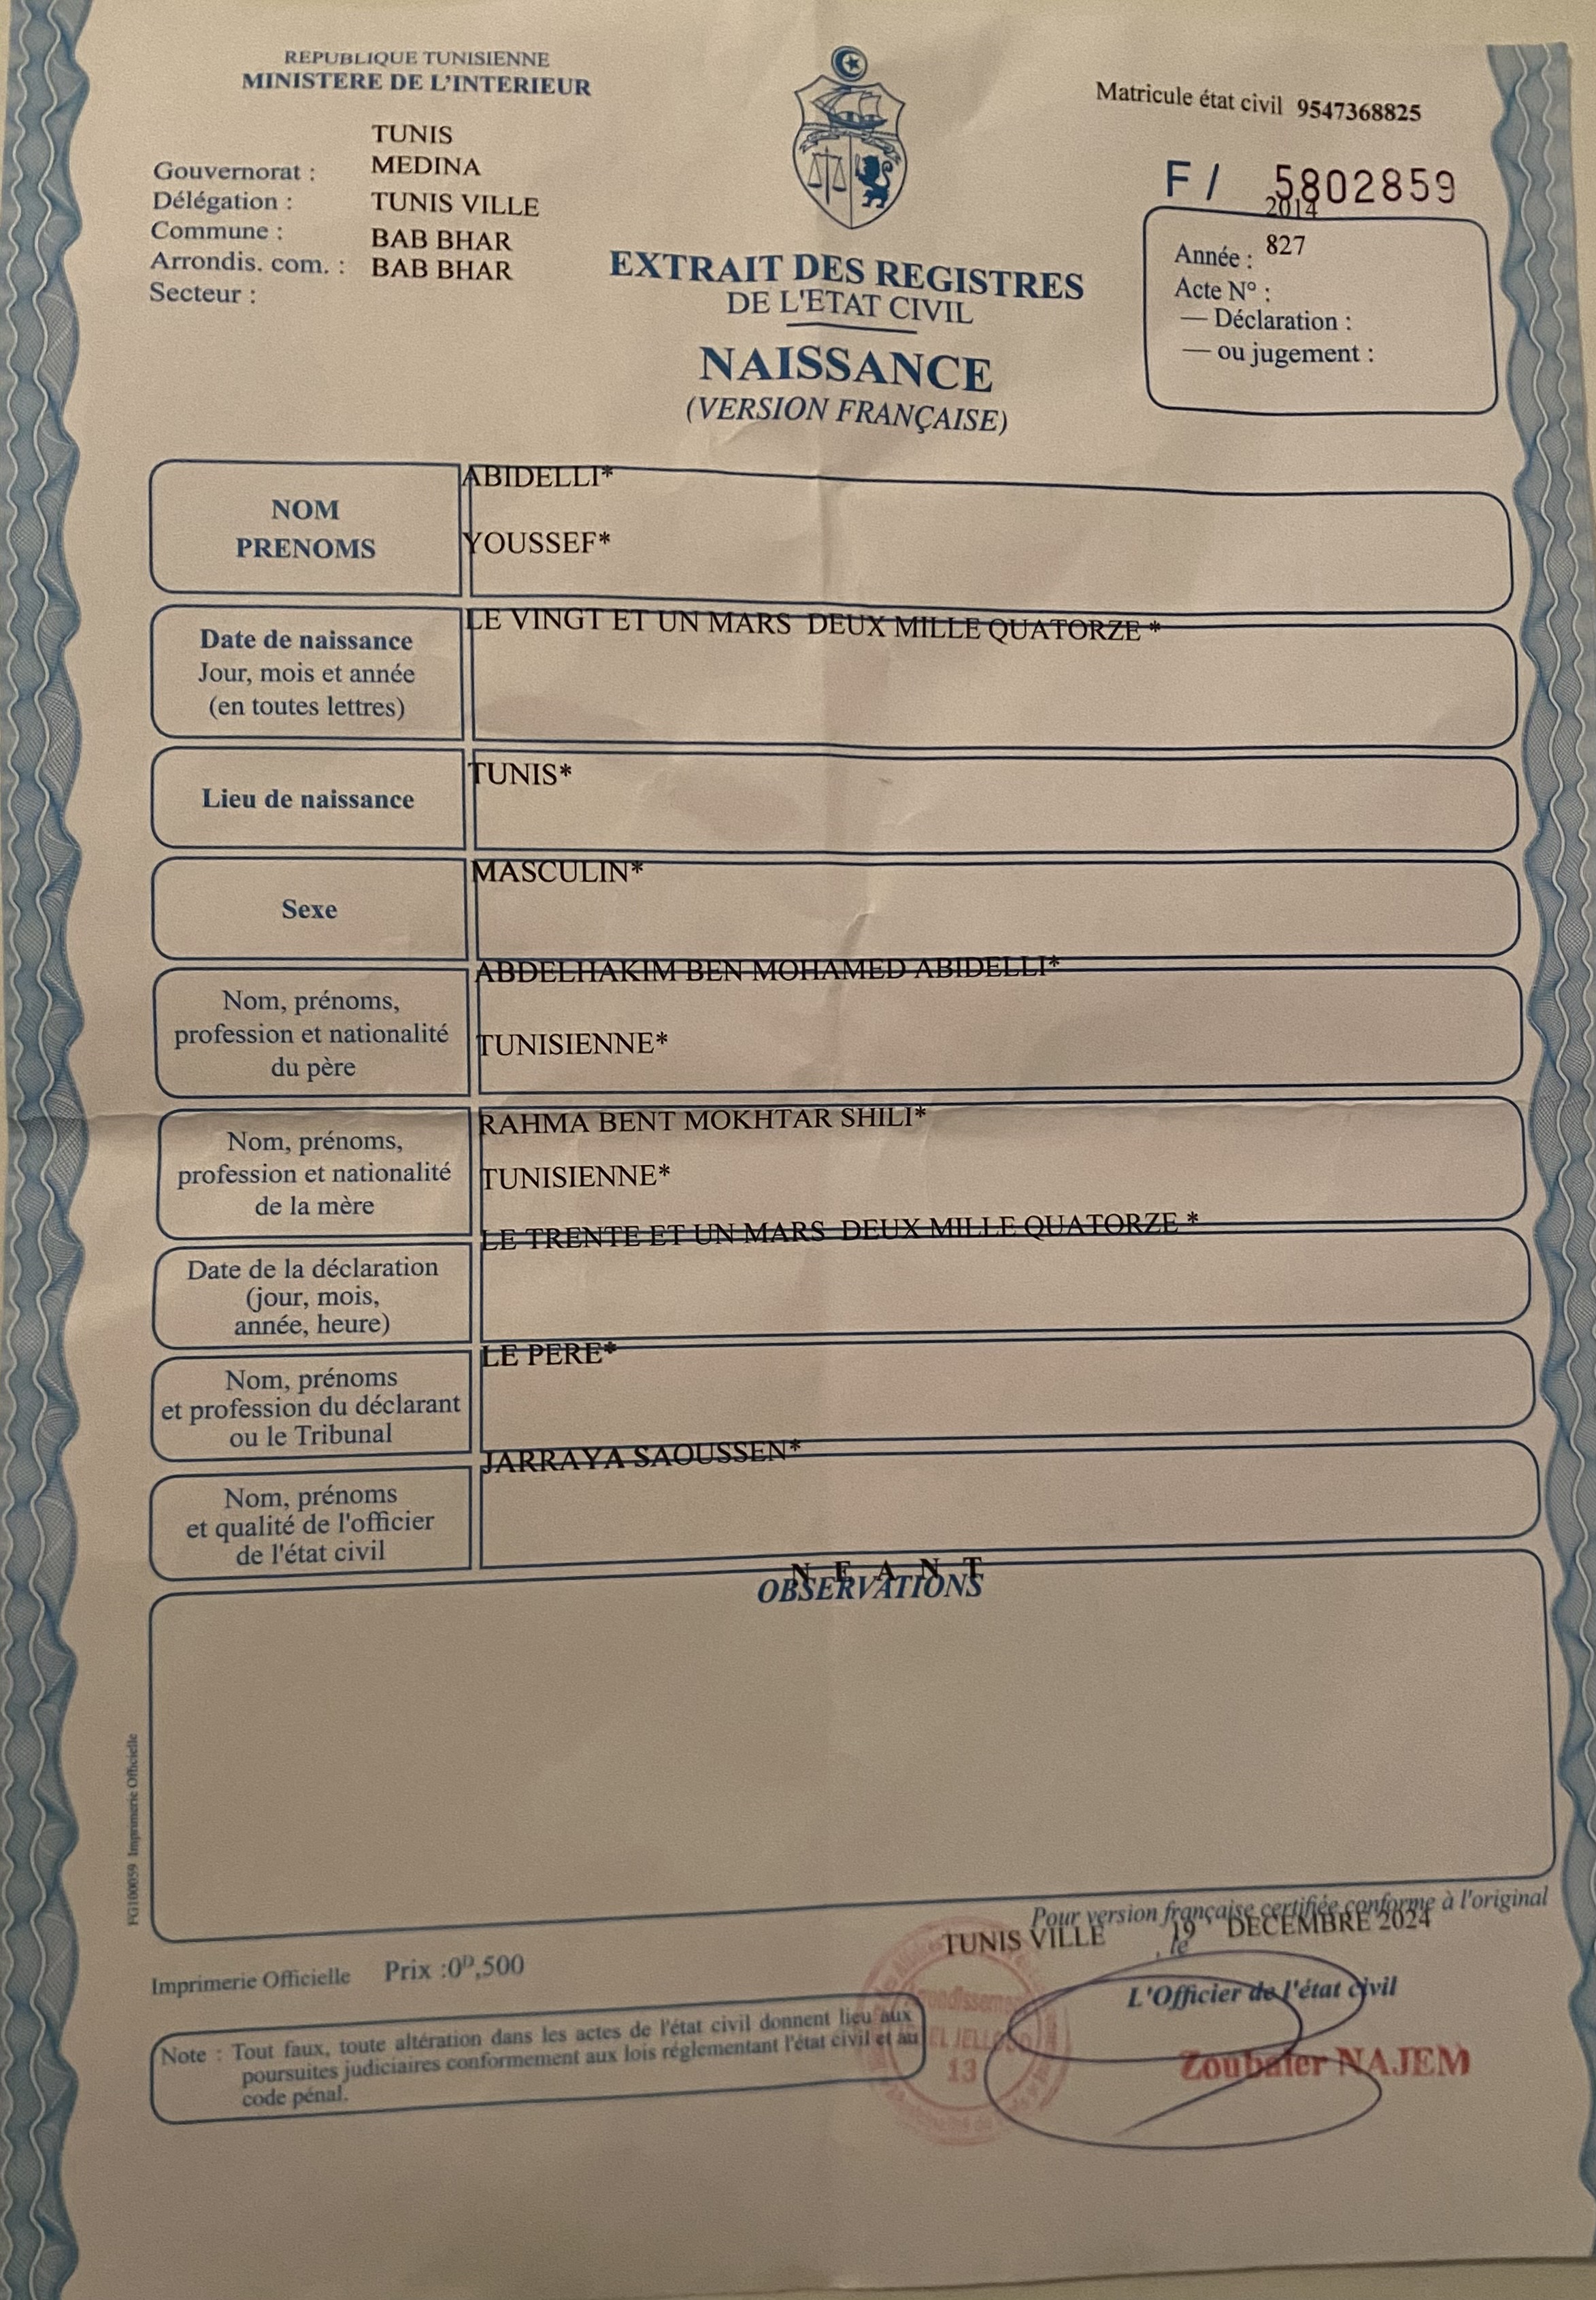 REPUBLIQUE TUNISIENNE
MINISTERE DE L'INTERIEUR
Matricule état civil 9547368825
TUNIS
Gouvernorat : MEDINA
Délégation : TUNIS VILLE
Commune : BAB BHAR
Arrondis. com. : BAB BHAR
Secteur :
F / 5802859
2014
Année : 827
Acte N° :
— Déclaration :
— ou jugement :
EXTRAIT DES REGISTRES
DE L'ETAT CIVIL
NAISSANCE
(VERSION FRANÇAISE)
NOM
PRENOMS
ABIDELLI*
YOUSSEF*
Date de naissance
Jour, mois et année
(en toutes lettres)
LE VINGT ET UN MARS DEUX MILLE QUATORZE *
Lieu de naissance
TUNIS*
Sexe
MASCULIN*
Nom, prénoms,
profession et nationalité
du père
ABDELHAKIM BEN MOHAMED ABIDELLI*
TUNISIENNE*
Nom, prénoms,
profession et nationalité
de la mère
RAHMA BENT MOKHTAR SHILI*
TUNISIENNE*
Date de la déclaration
(jour, mois,
année, heure)
LE TRENTE ET UN MARS DEUX MILLE QUATORZE *
Nom, prénoms
et profession du déclarant
ou le Tribunal
LE PERE*
Nom, prénoms
et qualité de l'officier
de l'état civil
JARRAYA SAOUSSEN*
N E A N T
OBSERVATIONS
FG100059 Imprimerie Officielle
Pour version française certifiée conforme à l'original
TUNIS VILLE , le 19 DECEMBRE 2024
Imprimerie Officielle Prix :0ᴰ,500
L'Officier de l'état civil
Zoubaier NAJEM
EL JELL
13
Note : Tout faux, toute altération dans les actes de l'état civil donnent lieu aux
poursuites judiciaires conformement aux lois réglementant l'état civil et au
code pénal.